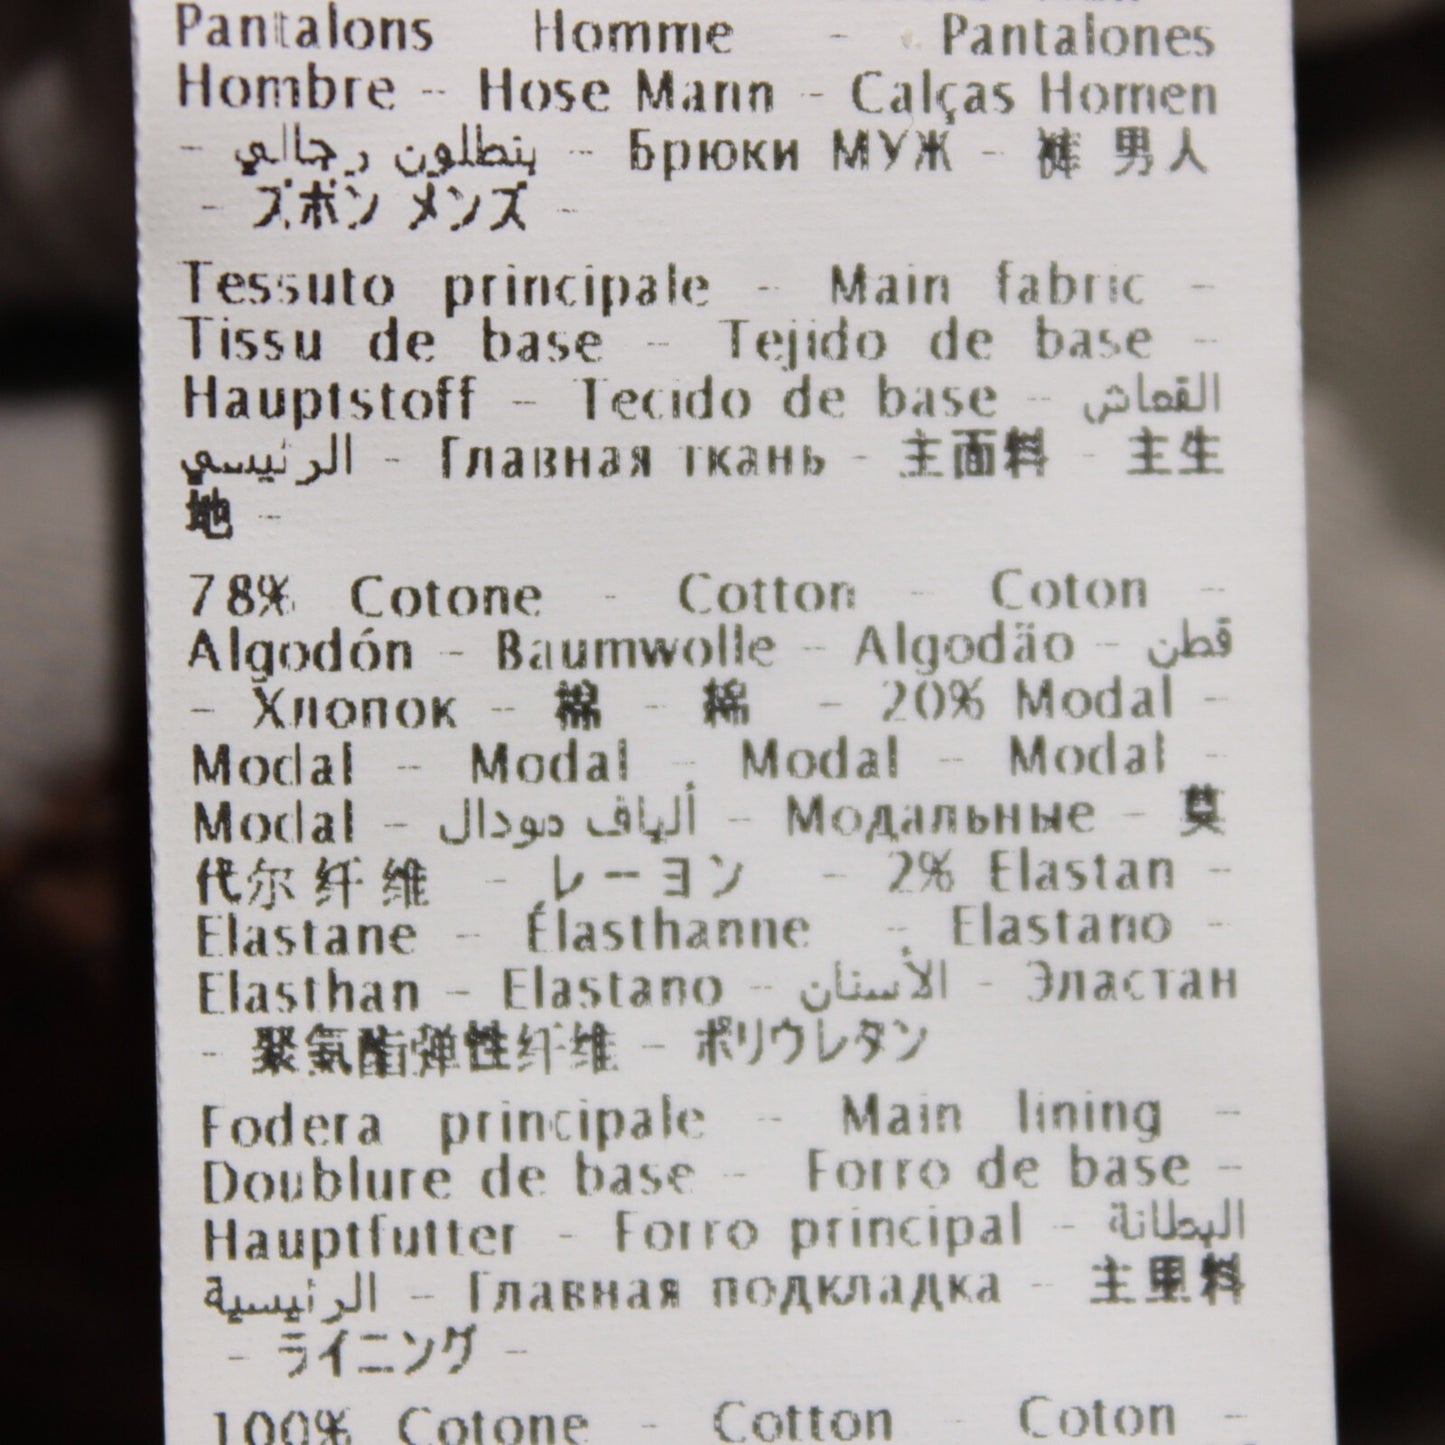 Pantalons Homme - Pantalones
Hombre - Hose Mann - Calças Homen
- بنطلون رجالي - Брюки МУЖ - 裤 男人
- ズボン メンズ -
Tessuto principale - Main fabric -
Tissu de base - Tejido de base -
Hauptstoff - Tecido de base - القماش
الرئيسي - Главная ткань - 主面料 - 主生
地 -
78% Cotone - Cotton - Coton -
Algodón - Baumwolle - Algodão - قطن
- Хлопок - 棉 - 棉 - 20% Modal -
Modal - Modal - Modal - Modal -
Modal - ألياف مودال - Модальные - 莫
代尔纤维 - レーヨン - 2% Elastan -
Elastane - Élasthanne - Elastano -
Elasthan - Elastano - الأستان - Эластан
- 聚氨酯弹性纤维 - ポリウレタン
Fodera principale - Main lining -
Doublure de base - Forro de base -
Hauptfutter - Forro principal - البطانة
الرئيسية - Главная подкладка - 主里料
- ライニング -
100% Cotone - Cotton - Coton -